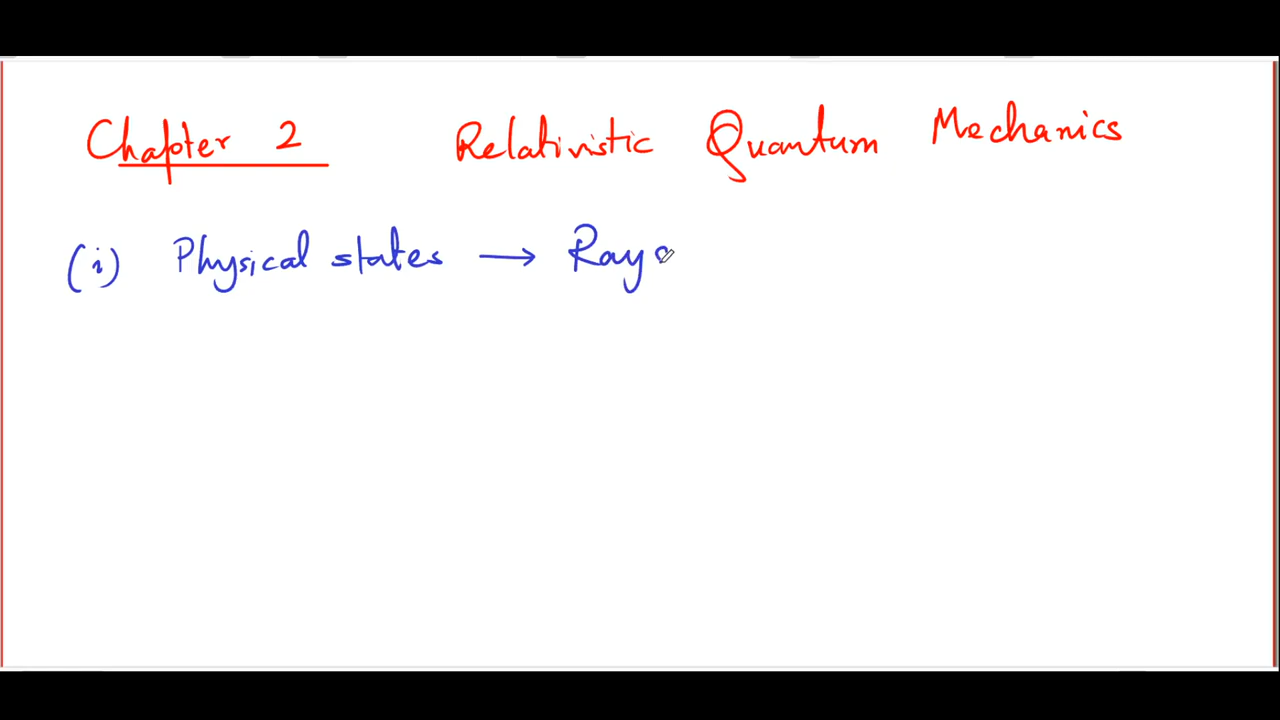 Chapter 2 Relativistic Quantum Mechanics
(i) Physical states → Ray